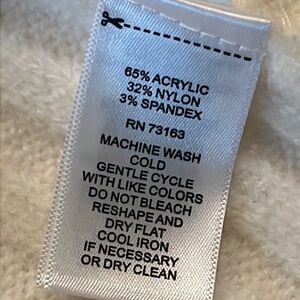 65% ACRYLIC
32% NYLON
3% SPANDEX
RN 73163
MACHINE WASH
COLD
GENTLE CYCLE
WITH LIKE COLORS
DO NOT BLEACH
RESHAPE AND
DRY FLAT
COOL IRON
IF NECESSARY
OR DRY CLEAN